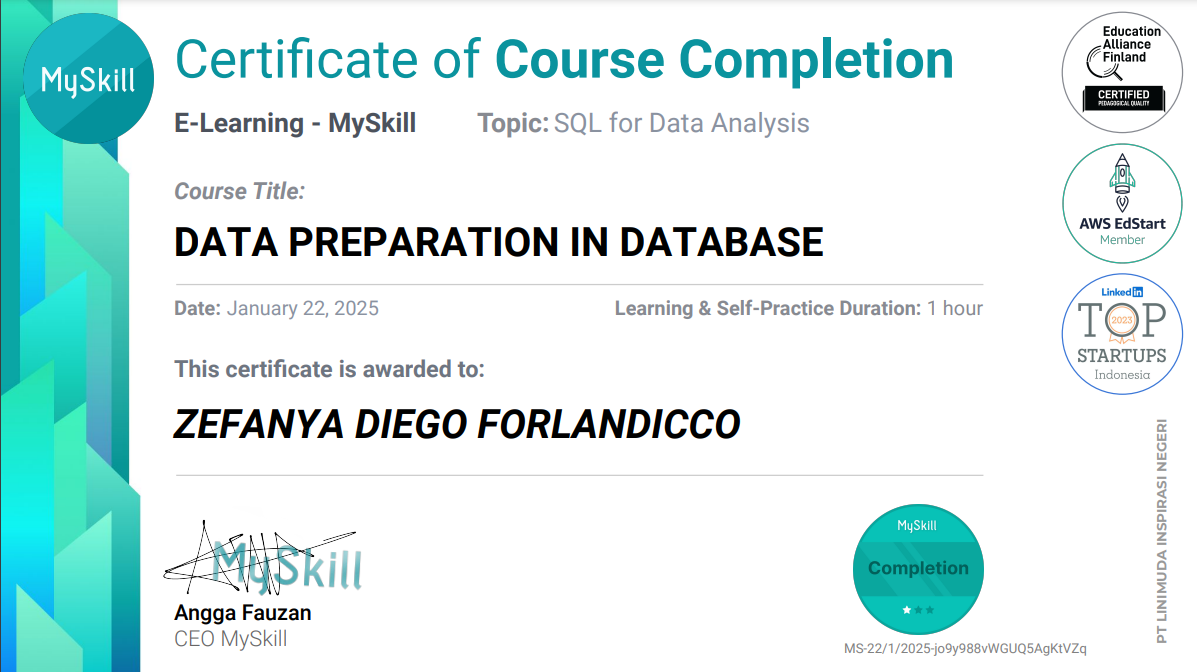 MySkill
Certificate of Course Completion
E-Learning - MySkill
Topic: SQL for Data Analysis
Course Title:
DATA PREPARATION IN DATABASE
Date: January 22, 2025
Learning & Self-Practice Duration: 1 hour
This certificate is awarded to:
ZEFANYA DIEGO FORLANDICCO
MySkill
Angga Fauzan
CEO MySkill
MySkill
Completion
MS-22/1/2025-jo9y988vWGUQ5AgKtVZq
Education
Alliance
Finland
CERTIFIED
PEDAGOGICAL QUALITY
AWS EdStart
Member
LinkedIn
TOP
2023
STARTUPS
Indonesia
PT LINIMUDA INSPIRASI NEGERI